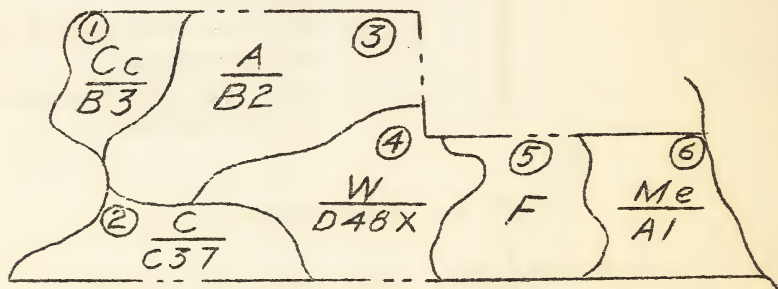 ①
Cc
B3
A
B2
③
④
W
D48X
②
C
C37
⑤
F
⑥
Me
A1